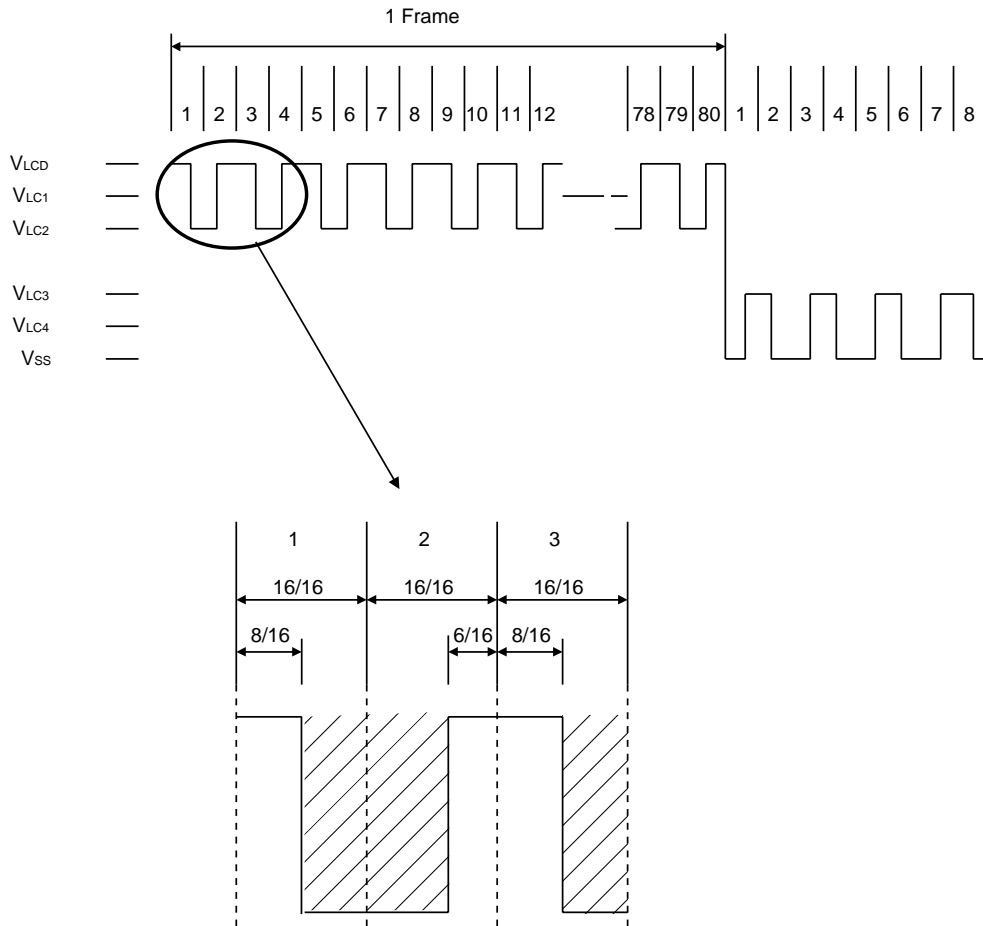 1 Frame
1 2 3 4 5 6 7 8 9 10 11 12 78 79 80 1 2 3 4 5 6 7 8
VLCD
VLC1
VLC2
VLC3
VLC4
VSS
1 2 3
16/16 16/16 16/16
8/16 6/16 8/16